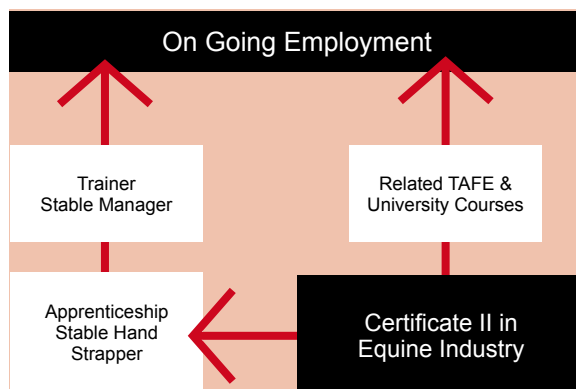 On Going Employment
Trainer
Stable Manager
Related TAFE &
University Courses
Apprenticeship
Stable Hand
Strapper
Certificate II in
Equine Industry